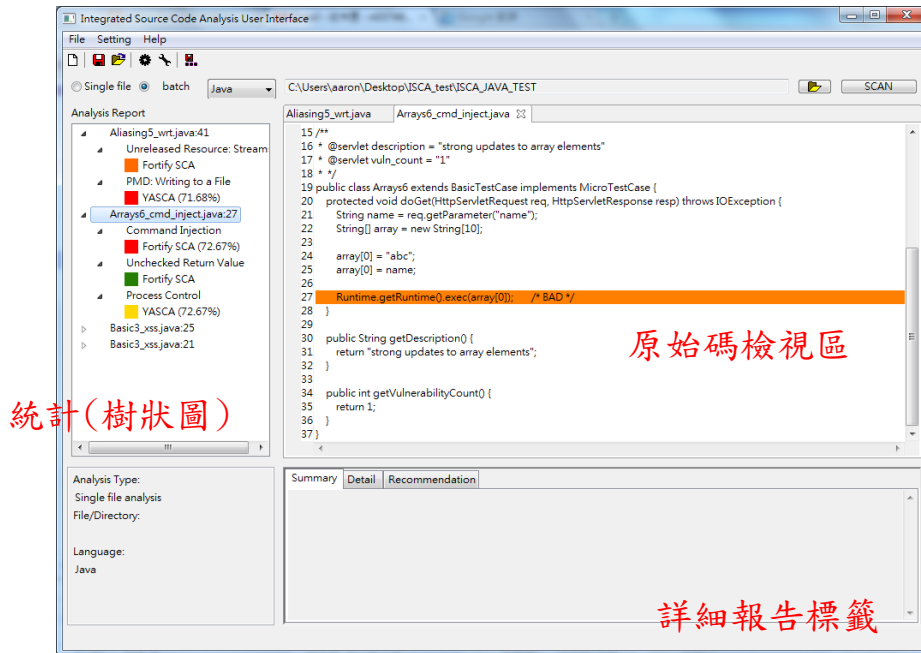 Integrated Source Code Analysis User Interface
File Setting Help
Single file batch Java C:\Users\aaron\Desktop\ISCA_test\ISCA_JAVA_TEST SCAN
Analysis Report
Aliasing5_wrt.java:41
Unreleased Resource: Stream
Fortify SCA
PMD: Writing to a File
YASCA (71.68%)
Arrays6_cmd_inject.java:27
Command Injection
Fortify SCA (72.67%)
Unchecked Return Value
Fortify SCA
Process Control
YASCA (72.67%)
Basic3_xss.java:25
Basic3_xss.java:21
統計(樹狀圖)
Aliasing5_wrt.java Arrays6_cmd_inject.java
15 /**
16 * @servlet description = "strong updates to array elements"
17 * @servlet vuln_count = "1"
18 * */
19 public class Arrays6 extends BasicTestCase implements MicroTestCase {
20 protected void doGet(HttpServletRequest req, HttpServletResponse resp) throws IOException {
21 String name = req.getParameter("name");
22 String[] array = new String[10];
23
24 array[0] = "abc";
25 array[0] = name;
26
27 Runtime.getRuntime().exec(array[0]); /* BAD */
28 }
29
30 public String getDescription() {
31 return "strong updates to array elements";
32 }
33
34 public int getVulnerabilityCount() {
35 return 1;
36 }
37 }
原始碼檢視區
Analysis Type:
Single file analysis
File/Directory:
Language:
Java
Summary Detail Recommendation
詳細報告標籤